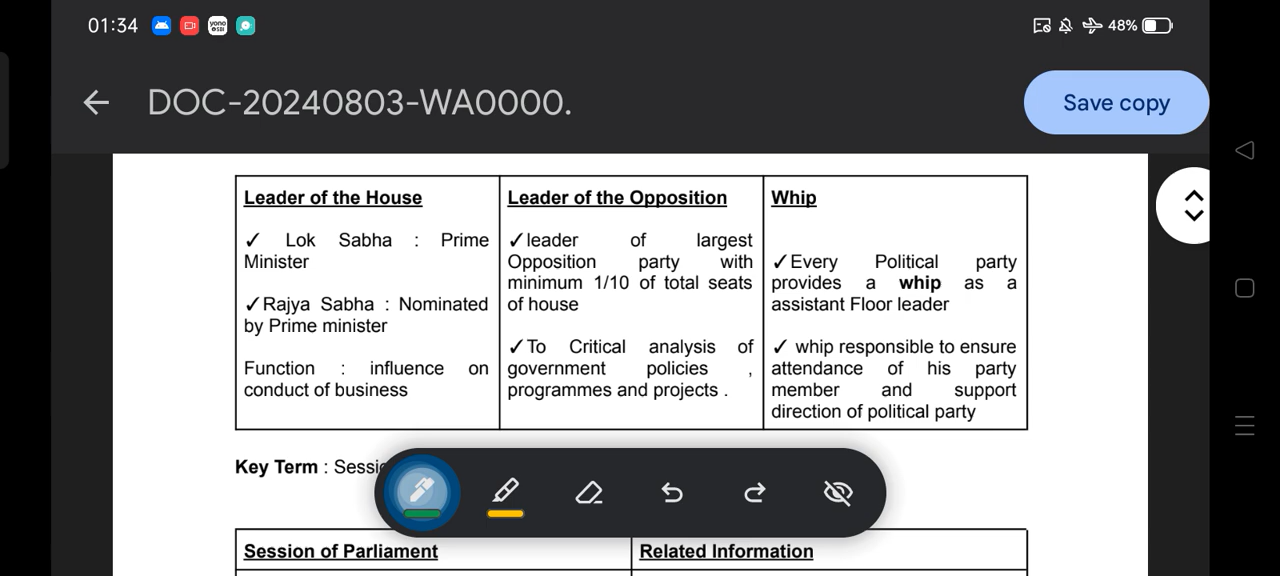 01:34
yono
SBI
48%
DOC-20240803-WA0000.
Save copy
Leader of the House
✓ Lok Sabha : Prime
Minister
✓Rajya Sabha : Nominated
by Prime minister
Function : influence on
conduct of business
Leader of the Opposition
✓leader of largest
Opposition party with
minimum 1/10 of total seats
of house
✓To Critical analysis of
government policies ,
programmes and projects .
Whip
✓Every Political party
provides a whip as a
assistant Floor leader
✓ whip responsible to ensure
attendance of his party
member and support
direction of political party
Key Term :
Session of Parliament
Related Information